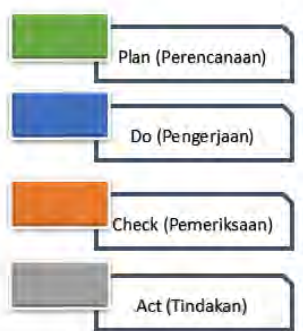 Plan (Perencanaan)
Do (Pengerjaan)
Check (Pemeriksaan)
Act (Tindakan)